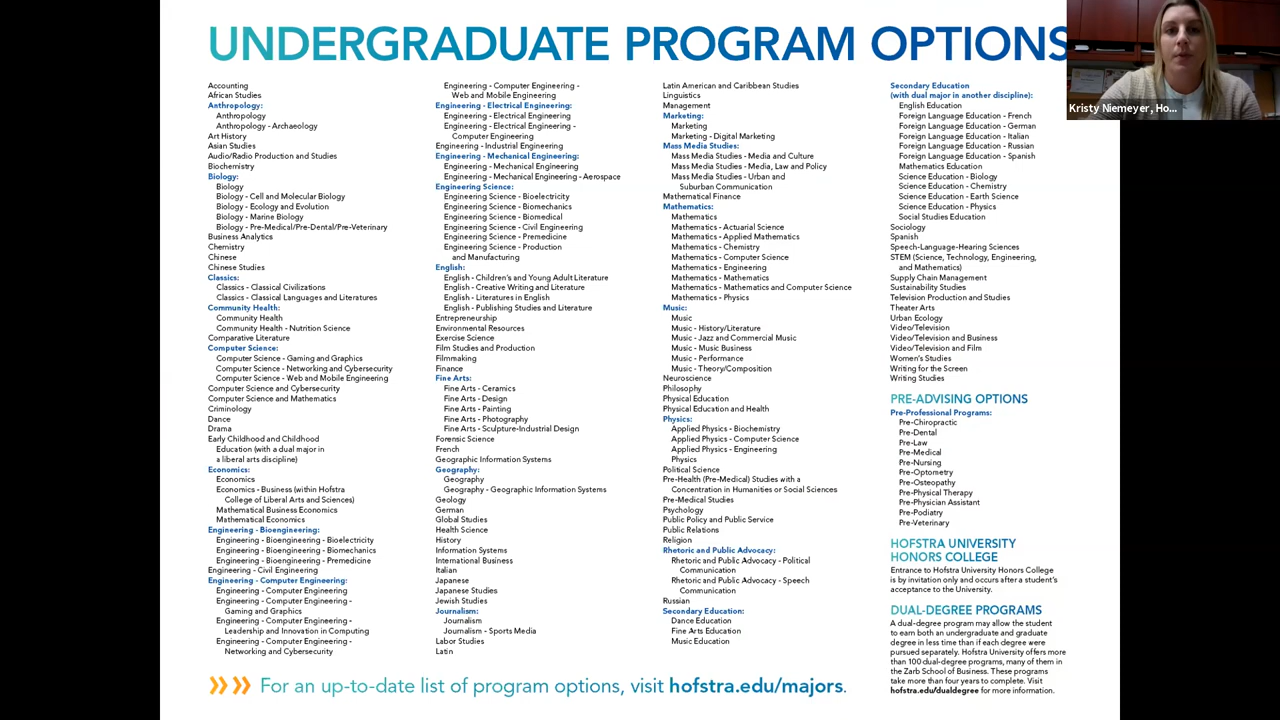 UNDERGRADUATE PROGRAM OPTIONS
Accounting
African Studies
Anthropology:
Anthropology
Anthropology - Archaeology
Art History
Asian Studies
Audio/Radio Production and Studies
Biochemistry
Biology:
Biology
Biology - Cell and Molecular Biology
Biology - Ecology and Evolution
Biology - Marine Biology
Biology - Pre-Medical/Pre-Dental/Pre-Veterinary
Business Analytics
Chemistry
Chinese
Chinese Studies
Classics:
Classics - Classical Civilizations
Classics - Classical Languages and Literatures
Community Health:
Community Health
Community Health - Nutrition Science
Comparative Literature
Computer Science:
Computer Science - Gaming and Graphics
Computer Science - Networking and Cybersecurity
Computer Science - Web and Mobile Engineering
Computer Science and Cybersecurity
Computer Science and Mathematics
Criminology
Dance
Drama
Early Childhood and Childhood
Education (with a dual major in
a liberal arts discipline)
Economics:
Economics
Economics - Business (within Hofstra
College of Liberal Arts and Sciences)
Mathematical Business Economics
Mathematical Economics
Engineering - Bioengineering:
Engineering - Bioengineering - Bioelectricity
Engineering - Bioengineering - Biomechanics
Engineering - Bioengineering - Premedicine
Engineering - Civil Engineering
Engineering - Computer Engineering:
Engineering - Computer Engineering
Engineering - Computer Engineering -
Gaming and Graphics
Engineering - Computer Engineering -
Leadership and Innovation in Computing
Engineering - Computer Engineering -
Networking and Cybersecurity
Engineering - Computer Engineering -
Web and Mobile Engineering
Engineering - Electrical Engineering:
Engineering - Electrical Engineering
Engineering - Electrical Engineering -
Computer Engineering
Engineering - Industrial Engineering
Engineering - Mechanical Engineering:
Engineering - Mechanical Engineering
Engineering - Mechanical Engineering - Aerospace
Engineering Science:
Engineering Science - Bioelectricity
Engineering Science - Biomechanics
Engineering Science - Biomedical
Engineering Science - Civil Engineering
Engineering Science - Premedicine
Engineering Science - Production
and Manufacturing
English:
English - Children's and Young Adult Literature
English - Creative Writing and Literature
English - Literatures in English
English - Publishing Studies and Literature
Entrepreneurship
Environmental Resources
Exercise Science
Film Studies and Production
Filmmaking
Finance
Fine Arts:
Fine Arts - Ceramics
Fine Arts - Design
Fine Arts - Painting
Fine Arts - Photography
Fine Arts - Sculpture-Industrial Design
Forensic Science
French
Geographic Information Systems
Geography:
Geography
Geography - Geographic Information Systems
Geology
German
Global Studies
Health Science
History
Information Systems
International Business
Italian
Japanese
Japanese Studies
Jewish Studies
Journalism:
Journalism
Journalism - Sports Media
Labor Studies
Latin
Latin American and Caribbean Studies
Linguistics
Management
Marketing:
Marketing
Marketing - Digital Marketing
Mass Media Studies:
Mass Media Studies - Media and Culture
Mass Media Studies - Media, Law and Policy
Mass Media Studies - Urban and
Suburban Communication
Mathematical Finance
Mathematics:
Mathematics
Mathematics - Actuarial Science
Mathematics - Applied Mathematics
Mathematics - Chemistry
Mathematics - Computer Science
Mathematics - Engineering
Mathematics - Mathematics
Mathematics - Mathematics and Computer Science
Mathematics - Physics
Music:
Music
Music - History/Literature
Music - Jazz and Commercial Music
Music - Music Business
Music - Performance
Music - Theory/Composition
Neuroscience
Philosophy
Physical Education
Physical Education and Health
Physics:
Applied Physics - Biochemistry
Applied Physics - Computer Science
Applied Physics - Engineering
Physics
Political Science
Pre-Health (Pre-Medical) Studies with a
Concentration in Humanities or Social Sciences
Pre-Medical Studies
Psychology
Public Policy and Public Service
Public Relations
Religion
Rhetoric and Public Advocacy:
Rhetoric and Public Advocacy - Political
Communication
Rhetoric and Public Advocacy - Speech
Communication
Russian
Secondary Education:
Dance Education
Fine Arts Education
Music Education
Secondary Education
(with dual major in another discipline):
English Education
Foreign Language Education - French
Foreign Language Education - German
Foreign Language Education - Italian
Foreign Language Education - Russian
Foreign Language Education - Spanish
Mathematics Education
Science Education - Biology
Science Education - Chemistry
Science Education - Earth Science
Science Education - Physics
Social Studies Education
Sociology
Spanish
Speech-Language-Hearing Sciences
STEM (Science, Technology, Engineering,
and Mathematics)
Supply Chain Management
Sustainability Studies
Television Production and Studies
Theater Arts
Urban Ecology
Video/Television
Video/Television and Business
Video/Television and Film
Women's Studies
Writing for the Screen
Writing Studies
PRE-ADVISING OPTIONS
Pre-Professional Programs:
Pre-Chiropractic
Pre-Dental
Pre-Law
Pre-Medical
Pre-Nursing
Pre-Optometry
Pre-Osteopathy
Pre-Physical Therapy
Pre-Physician Assistant
Pre-Podiatry
Pre-Veterinary
HOFSTRA UNIVERSITY
HONORS COLLEGE
Entrance to Hofstra University Honors College
is by invitation only and occurs after a student's
acceptance to the University.
DUAL-DEGREE PROGRAMS
A dual-degree program may allow the student
to earn both an undergraduate and graduate
degree in less time than if each degree were
pursued separately. Hofstra University offers more
than 100 dual-degree programs, many of them in
the Zarb School of Business. These programs
take more than four years to complete. Visit
hofstra.edu/dualdegree for more information.
For an up-to-date list of program options, visit hofstra.edu/majors.
Kristy Niemeyer, Ho...